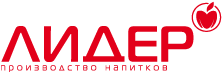 ЛИДЕР
производство напитков